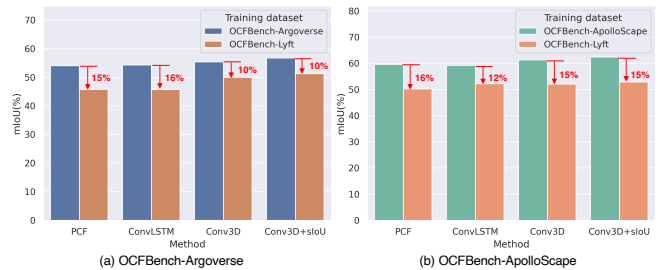 Training dataset
OCFBench-Argoverse
OCFBench-Lyft
70
60
50
40
30
20
10
0
mIoU(%)
15%
16%
10%
10%
PCF
ConvLSTM
Conv3D
Conv3D+sIoU
Method
(a) OCFBench-Argoverse
Training dataset
OCFBench-ApolloScape
OCFBench-Lyft
80
70
60
50
40
30
20
10
0
mIoU(%)
16%
12%
15%
15%
PCF
ConvLSTM
Conv3D
Conv3D+sIoU
Method
(b) OCFBench-ApolloScape